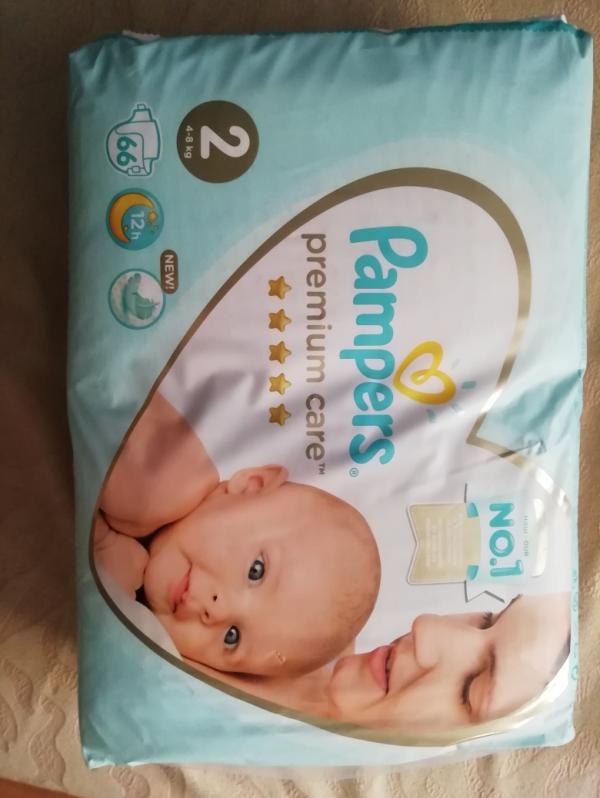 Pampers®
premium care™
2
4-8 kg
66
12h
NEW!
NO.1